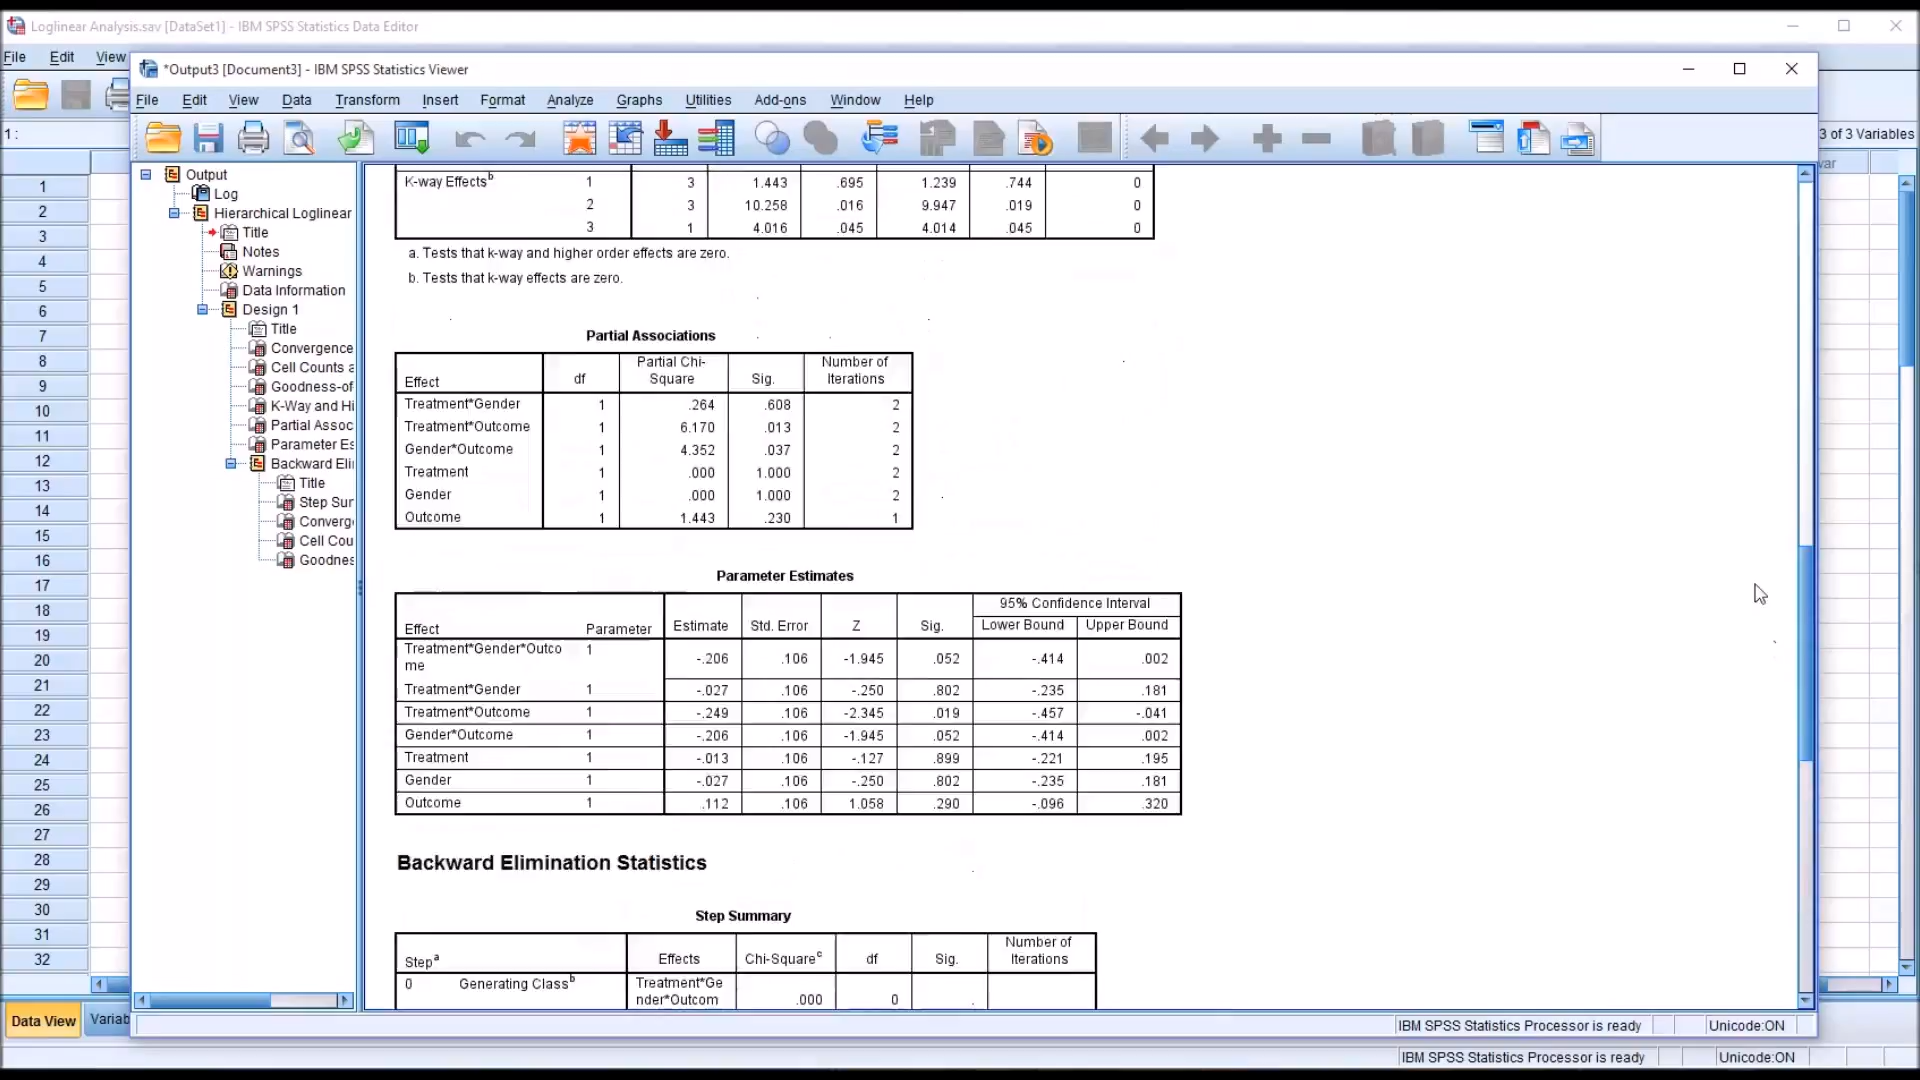 Loglinear Analysis.sav [DataSet1] - IBM SPSS Statistics Data Editor
File Edit View
1 :
3 of 3 Variables
var
*Output3 [Document3] - IBM SPSS Statistics Viewer
File Edit View Data Transform Insert Format Analyze Graphs Utilities Add-ons Window Help
Output
Log
Hierarchical Loglinear
Title
Notes
Warnings
Data Information
Design 1
Title
Convergence
Cell Counts a
Goodness-of
K-Way and Hi
Partial Assoc
Parameter Es
Backward Eli
Title
Step Sur
Converg
Cell Cou
Goodnes
1
2
3
4
5
6
7
8
9
10
11
12
13
14
15
16
17
18
19
20
21
22
23
24
25
26
27
28
29
30
31
32
K-way Effectsb 1 3 1.443 .695 1.239 .744 0
2 3 10.258 .016 9.947 .019 0
3 1 4.016 .045 4.014 .045 0
a. Tests that k-way and higher order effects are zero.
b. Tests that k-way effects are zero.
Partial Associations
Effect df Partial Chi-Square Sig. Number of Iterations
Treatment*Gender 1 .264 .608 2
Treatment*Outcome 1 6.170 .013 2
Gender*Outcome 1 4.352 .037 2
Treatment 1 .000 1.000 2
Gender 1 .000 1.000 2
Outcome 1 1.443 .230 1
Parameter Estimates
95% Confidence Interval
Effect Parameter Estimate Std. Error Z Sig. Lower Bound Upper Bound
Treatment*Gender*Outco
me 1 -.206 .106 -1.945 .052 -.414 .002
Treatment*Gender 1 -.027 .106 -.250 .802 -.235 .181
Treatment*Outcome 1 -.249 .106 -2.345 .019 -.457 -.041
Gender*Outcome 1 -.206 .106 -1.945 .052 -.414 .002
Treatment 1 -.013 .106 -.127 .899 -.221 .195
Gender 1 -.027 .106 -.250 .802 -.235 .181
Outcome 1 .112 .106 1.058 .290 -.096 .320
Backward Elimination Statistics
Step Summary
Stepa Effects Chi-Squarec df Sig. Number of Iterations
0 Generating Classb Treatment*Ge
nder*Outcom .000 0 .
IBM SPSS Statistics Processor is ready Unicode:ON
Data View Variab
IBM SPSS Statistics Processor is ready Unicode:ON